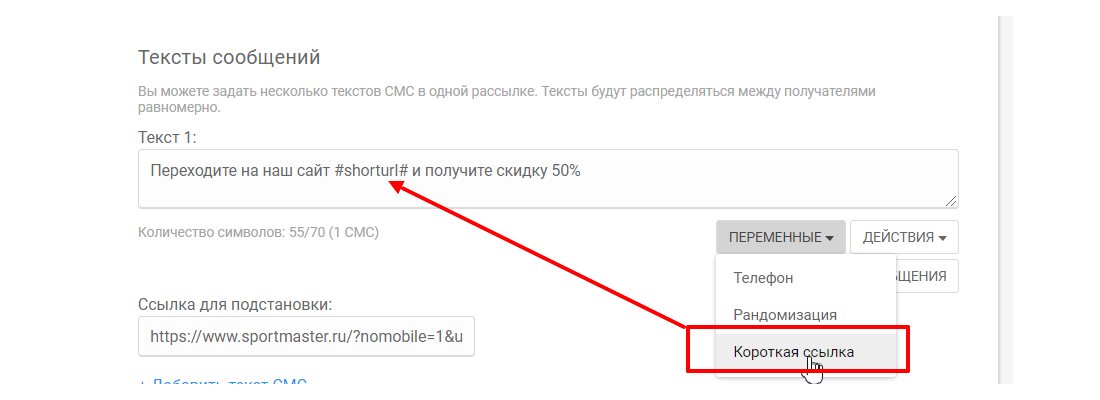 Тексты сообщений
Вы можете задать несколько текстов СМС в одной рассылке. Тексты будут распределяться между получателями
равномерно.
Текст 1:
Переходите на наш сайт #shorturl# и получите скидку 50%
Количество символов: 55/70 (1 СМС)
ПЕРЕМЕННЫЕ
ДЕЙСТВИЯ
Телефон
ЩЕНИЯ
Ссылка для подстановки:
Рандомизация
https://www.sportmaster.ru/?nomobile=1&u
Короткая ссылка
+ Добавить текст СМС